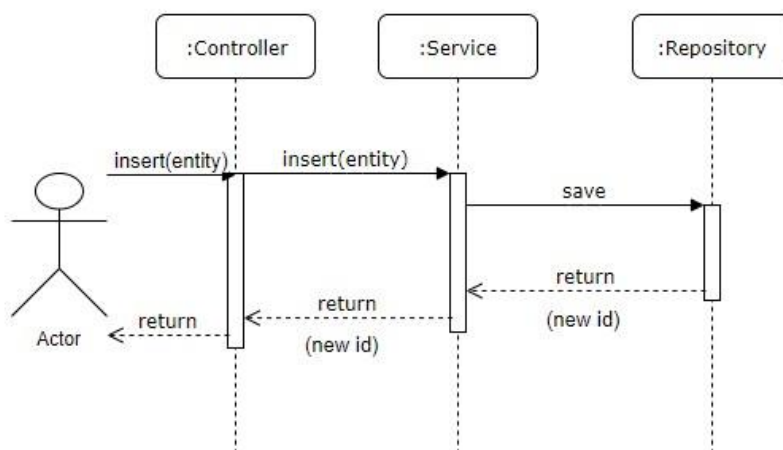 :Controller
:Service
:Repository
insert(entity)
insert(entity)
save
return
(new id)
return
(new id)
return
Actor